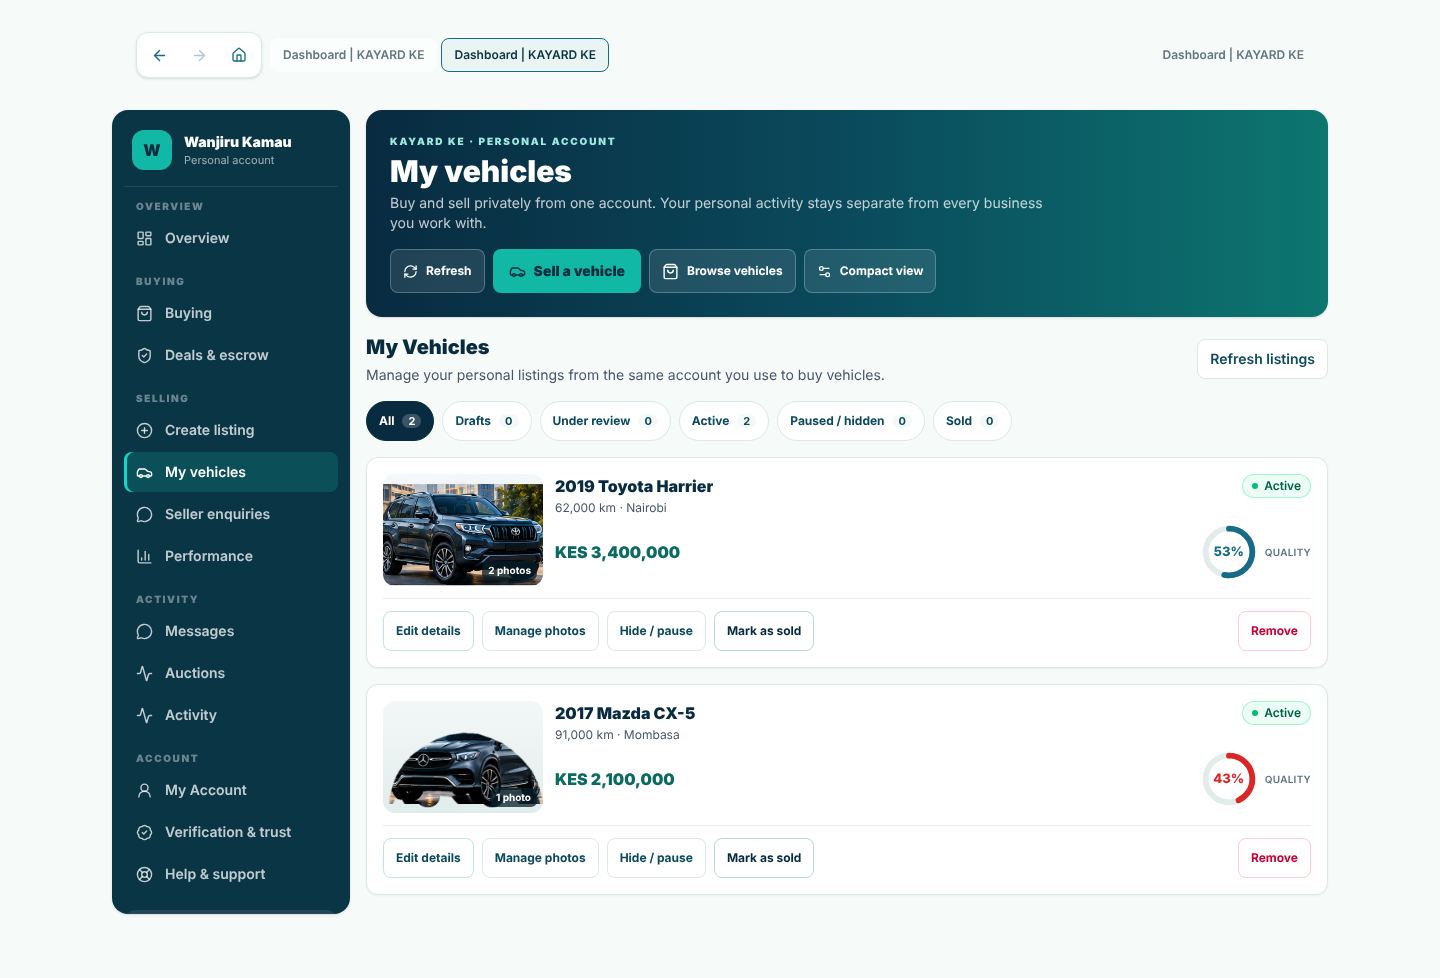 Dashboard | KAYARD KE
Dashboard | KAYARD KE
Dashboard | KAYARD KE
W
Wanjiru Kamau
Personal account
OVERVIEW
Overview
BUYING
Buying
Deals & escrow
SELLING
Create listing
My vehicles
Seller enquiries
Performance
ACTIVITY
Messages
Auctions
Activity
ACCOUNT
My Account
Verification & trust
Help & support
KAYARD KE · PERSONAL ACCOUNT
My vehicles
Buy and sell privately from one account. Your personal activity stays separate from every business
you work with.
Refresh
Sell a vehicle
Browse vehicles
Compact view
My Vehicles
Manage your personal listings from the same account you use to buy vehicles.
Refresh listings
All 2
Drafts 0
Under review 0
Active 2
Paused / hidden 0
Sold 0
2 photos
2019 Toyota Harrier
62,000 km · Nairobi
KES 3,400,000
Active
53%
QUALITY
Edit details
Manage photos
Hide / pause
Mark as sold
Remove
1 photo
2017 Mazda CX-5
91,000 km · Mombasa
KES 2,100,000
Active
43%
QUALITY
Edit details
Manage photos
Hide / pause
Mark as sold
Remove